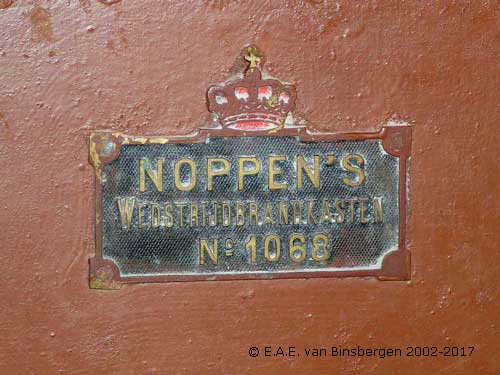 NOPPEN'S
WEDSTRIJDBRANDKASTEN
No 1068
© E.A.E. van Binsbergen 2002-2017